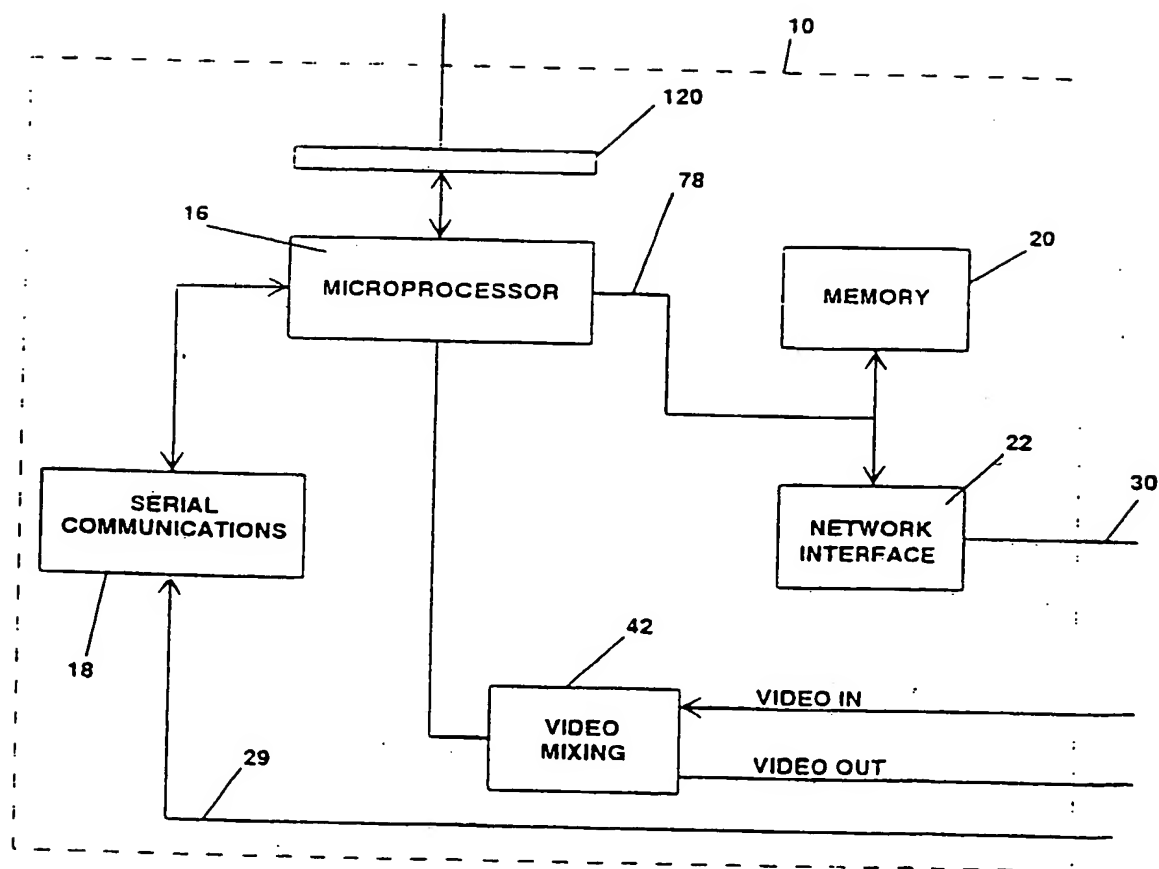 10
120
78
16
20
MICROPROCESSOR
MEMORY
22
30
SERIAL
COMMUNICATIONS
NETWORK
INTERFACE
18
42
VIDEO IN
VIDEO
MIXING
29
VIDEO OUT